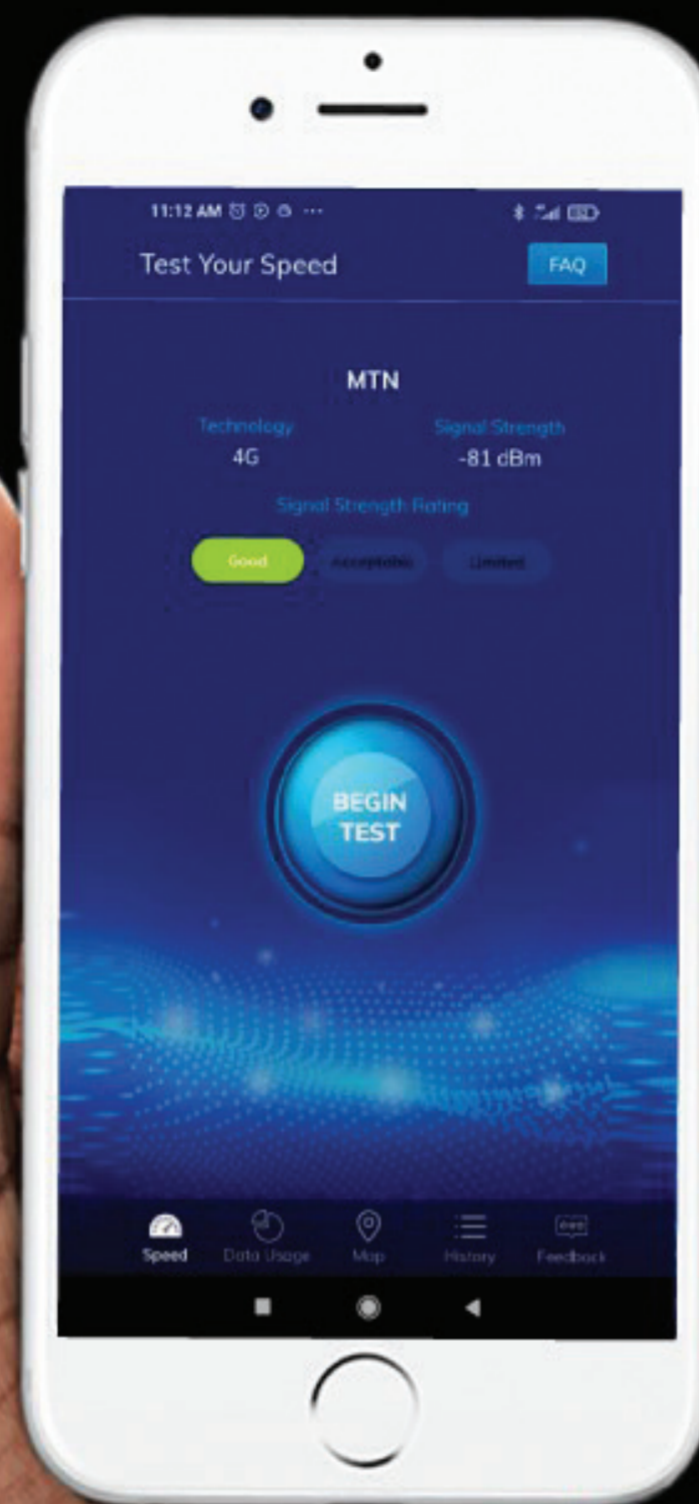 11:12 AM
Test Your Speed
FAQ
MTN
Technology
Signal Strength
4G
-81 dBm
Signal Strength Rating
Good
Acceptable
Limited
BEGIN
TEST
Speed
Data Usage
Map
History
Feedback